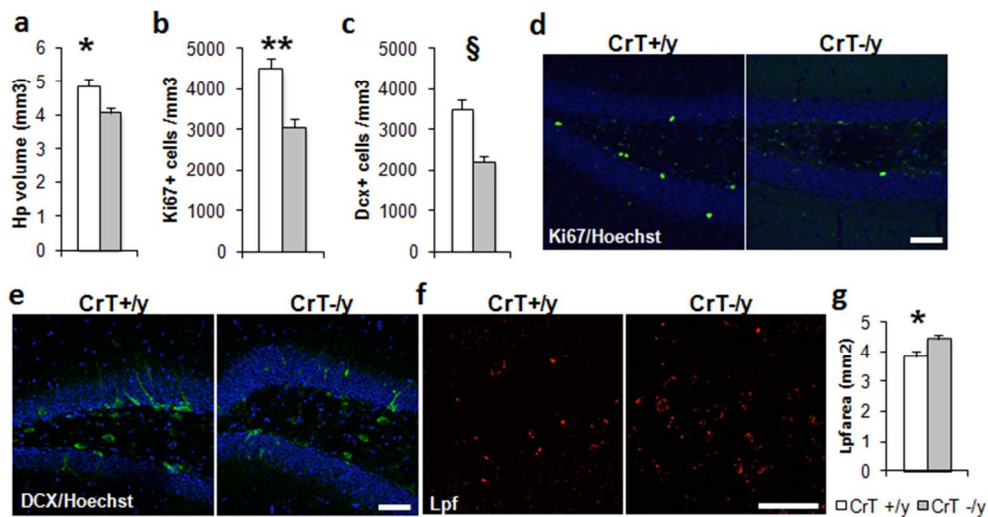 a
*
Hp volume (mm3)
6
5
4
3
2
1
0
b
**
Ki67+ cells /mm3
5000
4000
3000
2000
1000
0
c
§
Dcx+ cells /mm3
5000
4000
3000
2000
1000
0
d
CrT+/y
CrT-/y
Ki67/Hoechst
e
CrT+/y
CrT-/y
DCX/Hoechst
f
CrT+/y
CrT-/y
Lpf
g
*
Lpf area (mm2)
5
4
3
2
1
0
CrT +/y
CrT -/y